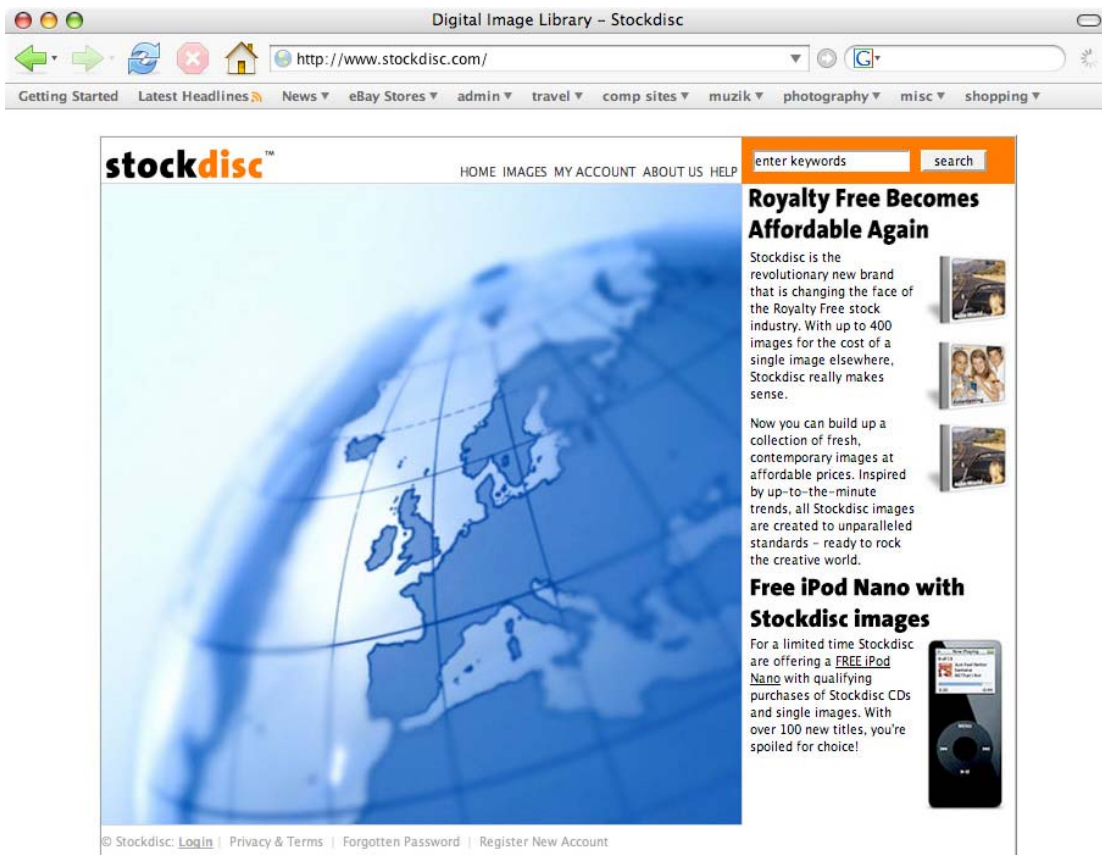 Digital Image Library – Stockdisc
http://www.stockdisc.com/
G
Getting Started Latest Headlines News eBay Stores admin travel comp sites muzik photography misc shopping
stockdisc™
HOME IMAGES MY ACCOUNT ABOUT US HELP
enter keywords search
Royalty Free Becomes
Affordable Again
Stockdisc is the
revolutionary new brand
that is changing the face of
the Royalty Free stock
industry. With up to 400
images for the cost of a
single image elsewhere,
Stockdisc really makes
sense.
Now you can build up a
collection of fresh,
contemporary images at
affordable prices. Inspired
by up-to-the-minute
trends, all Stockdisc images
are created to unparalleled
standards – ready to rock
the creative world.
Free iPod Nano with
Stockdisc images
For a limited time Stockdisc
are offering a FREE iPod
Nano with qualifying
purchases of Stockdisc CDs
and single images. With
over 100 new titles, you're
spoiled for choice!
Now Playing
MENU
© Stockdisc: Login | Privacy & Terms | Forgotten Password | Register New Account